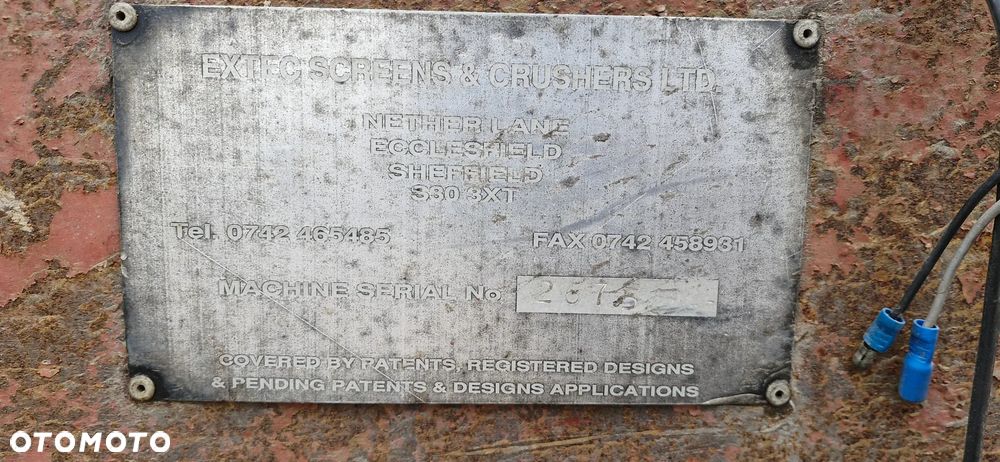 EXTEC SCREENS & CRUSHERS LTD.
NETHER LANE
ECCLESHIELD
SHEFFIELD
S30 3XT
Tel. 0742 465485
FAX 0742 458931
MACHINE SERIAL No
COVERED BY PATENTS, REGISTERED DESIGNS
& PENDING PATENTS & DESIGNS APPLICATIONS
OTOMOTO